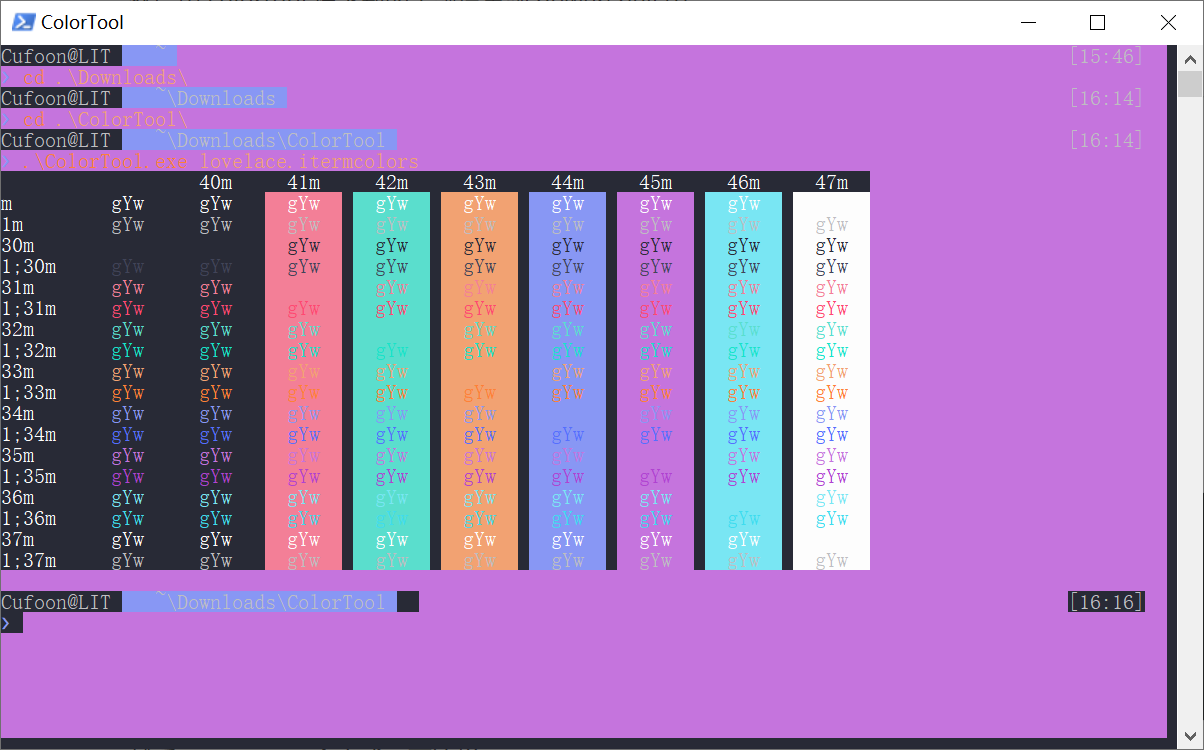 ColorTool
Cufoon@LIT ~ [15:46]
❯ cd .\Downloads\
Cufoon@LIT ~\Downloads [16:14]
❯ cd .\ColorTool\
Cufoon@LIT ~\Downloads\ColorTool [16:14]
❯ .\ColorTool.exe lovelace.itermcolors
40m 41m 42m 43m 44m 45m 46m 47m
m gYw gYw gYw gYw gYw gYw gYw gYw
1m gYw gYw gYw gYw gYw gYw gYw gYw gYw
30m gYw gYw gYw gYw gYw gYw gYw
1;30m gYw gYw gYw gYw gYw gYw gYw gYw gYw
31m gYw gYw gYw gYw gYw gYw gYw gYw
1;31m gYw gYw gYw gYw gYw gYw gYw gYw gYw
32m gYw gYw gYw gYw gYw gYw gYw gYw
1;32m gYw gYw gYw gYw gYw gYw gYw gYw gYw
33m gYw gYw gYw gYw gYw gYw gYw gYw
1;33m gYw gYw gYw gYw gYw gYw gYw gYw gYw
34m gYw gYw gYw gYw gYw gYw gYw gYw
1;34m gYw gYw gYw gYw gYw gYw gYw gYw gYw
35m gYw gYw gYw gYw gYw gYw gYw gYw
1;35m gYw gYw gYw gYw gYw gYw gYw gYw gYw
36m gYw gYw gYw gYw gYw gYw gYw gYw
1;36m gYw gYw gYw gYw gYw gYw gYw gYw gYw
37m gYw gYw gYw gYw gYw gYw gYw gYw
1;37m gYw gYw gYw gYw gYw gYw gYw gYw gYw
Cufoon@LIT ~\Downloads\ColorTool [16:16]
❯